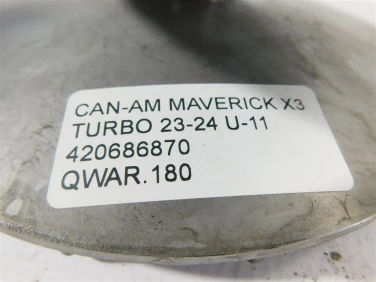 CAN-AM MAVERICK X3
TURBO 23-24 U-11
420686870
QWAR.180